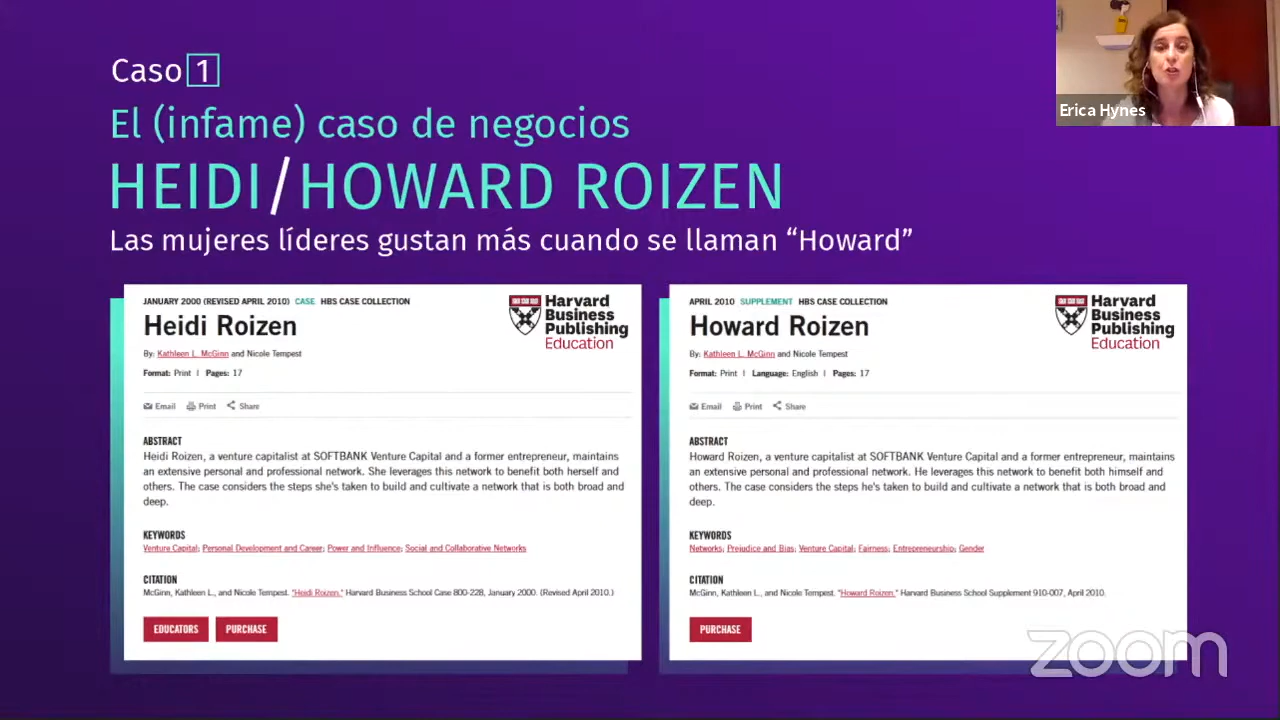 Caso 1
El (infame) caso de negocios
HEIDI/HOWARD ROIZEN
Las mujeres líderes gustan más cuando se llaman “Howard”
Erica Hynes
JANUARY 2000 (REVISED APRIL 2010) CASE HBS CASE COLLECTION
Heidi Roizen
Harvard
Business
Publishing
Education
By: Kathleen L. McGinn and Nicole Tempest
Format: Print | Pages: 17
Email Print Share
ABSTRACT
Heidi Roizen, a venture capitalist at SOFTBANK Venture Capital and a former entrepreneur, maintains
an extensive personal and professional network. She leverages this network to benefit both herself and
others. The case considers the steps she's taken to build and cultivate a network that is both broad and
deep.
KEYWORDS
Venture Capital; Personal Development and Career; Power and Influence; Social and Collaborative Networks
CITATION
McGinn, Kathleen L., and Nicole Tempest. "Heidi Roizen." Harvard Business School Case 800-228, January 2000. (Revised April 2010.)
EDUCATORS PURCHASE
APRIL 2010 SUPPLEMENT HBS CASE COLLECTION
Howard Roizen
Harvard
Business
Publishing
Education
By: Kathleen L. McGinn and Nicole Tempest
Format: Print | Language: English | Pages: 17
Email Print Share
ABSTRACT
Howard Roizen, a venture capitalist at SOFTBANK Venture Capital and a former entrepreneur, maintains
an extensive personal and professional network. He leverages this network to benefit both himself and
others. The case considers the steps he's taken to build and cultivate a network that is both broad and
deep.
KEYWORDS
Networks; Prejudice and Bias; Venture Capital; Fairness; Entrepreneurship; Gender
CITATION
McGinn, Kathleen L., and Nicole Tempest. "Howard Roizen." Harvard Business School Supplement 910-007, April 2010.
PURCHASE
zoom